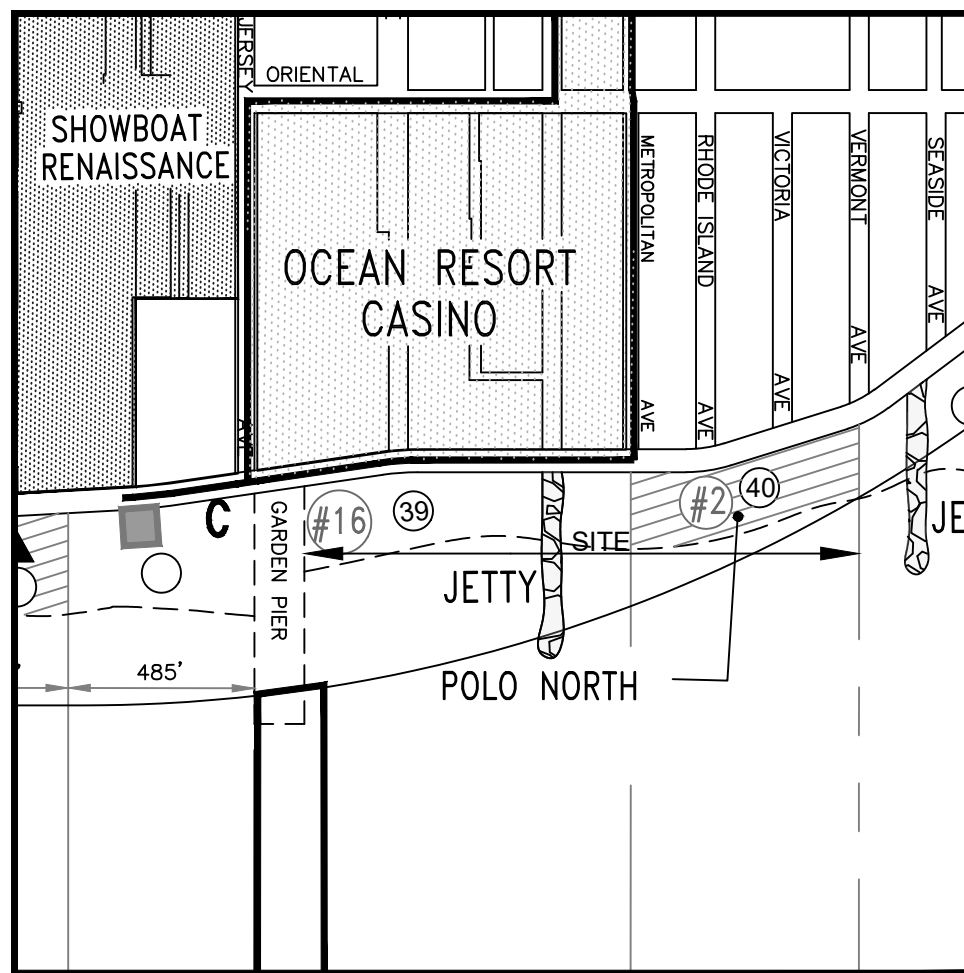 JERSEY
ORIENTAL
SHOWBOAT
RENAISSANCE
OCEAN RESORT
CASINO
METROPOLITAN
AVE
RHODE ISLAND
AVE
VICTORIA
AVE
VERMONT
AVE
SEASIDE
AVE
AVE
C
GARDEN PIER
#16
39
#2
40
SITE
JETTY
JE
485'
POLO NORTH